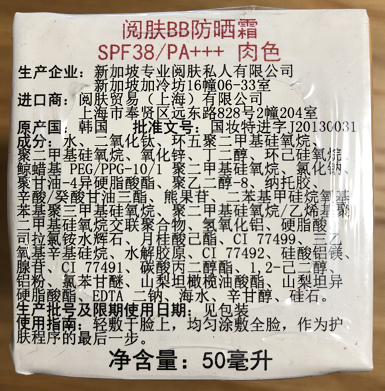 阅肤BB防晒霜
SPF38/PA+++ 肉色
生产企业：新加坡专业阅肤私人有限公司
新加坡加冷坊16幢06-33室
进口商：阅肤贸易（上海）有限公司
上海市奉贤区远东路828号2幢204室
原产国：韩国 批准文号：国妆特进字J20130031
成分：水、二氧化钛、环五聚二甲基硅氧烷、
聚二甲基硅氧烷、氧化锌、丁二醇、环己硅氧烷、
鲸蜡基 PEG/PPG-10/1 聚二甲基硅氧烷、氯化钠、
聚甘油-4异硬脂酸酯、聚乙二醇-8、纳托胶、
辛酸/癸酸甘油三酯、熊果苷、二苯基甲硅烷氧基
苯基聚三甲基硅氧烷、聚二甲基硅氧烷/乙烯基聚
二甲基硅氧烷交联聚合物、氢氧化铝、硬脂酸、
司拉氯铵水辉石、月桂酸己酯、CI 77499、三乙
氧基辛基硅烷、水解胶原、CI 77492、硅酸铝镁、
腺苷、CI 77491、碳酸丙二醇酯、1,2-己二醇、
铝粉、氯苯甘醚、山梨坦橄榄油酸酯、山梨坦异
硬脂酸酯、EDTA 二钠、海水、辛甘醇、硅石。
生产批号及限期使用日期：见包装
使用指南：轻敷于脸上，均匀涂敷全脸，作为护
肤程序的最后一步。
净含量：50毫升